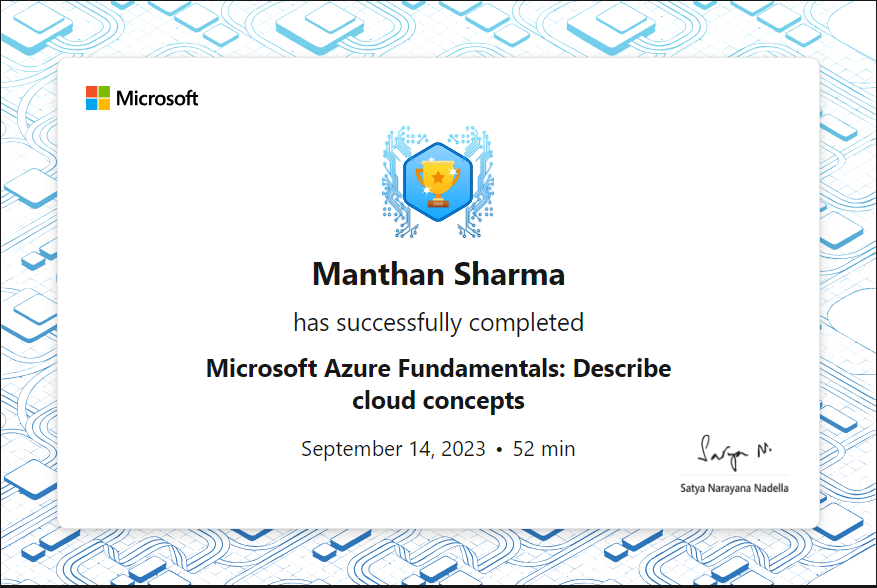 Microsoft
Manthan Sharma
has successfully completed
Microsoft Azure Fundamentals: Describe
cloud concepts
September 14, 2023 • 52 min
Satya N.
Satya Narayana Nadella